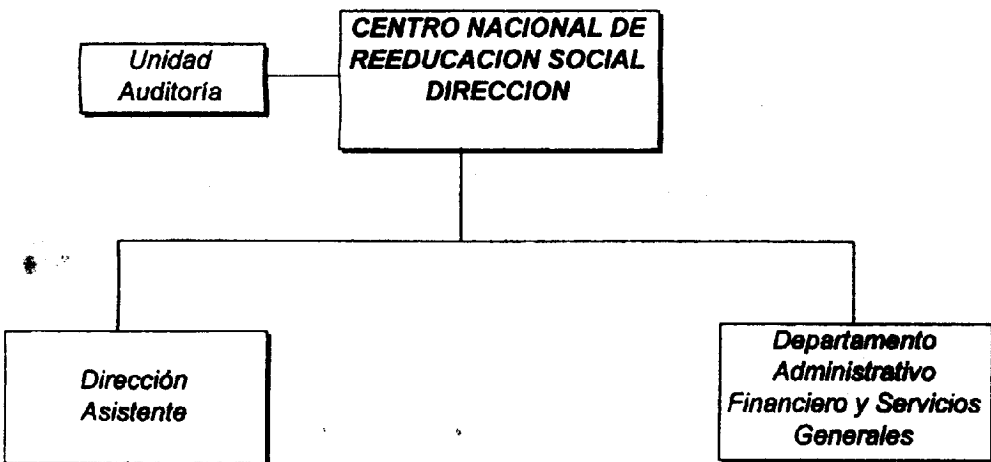 CENTRO NACIONAL DE
REEDUCACION SOCIAL
DIRECCION
Unidad
Auditoría
Dirección
Asistente
Departamento
Administrativo
Financiero y Servicios
Generales